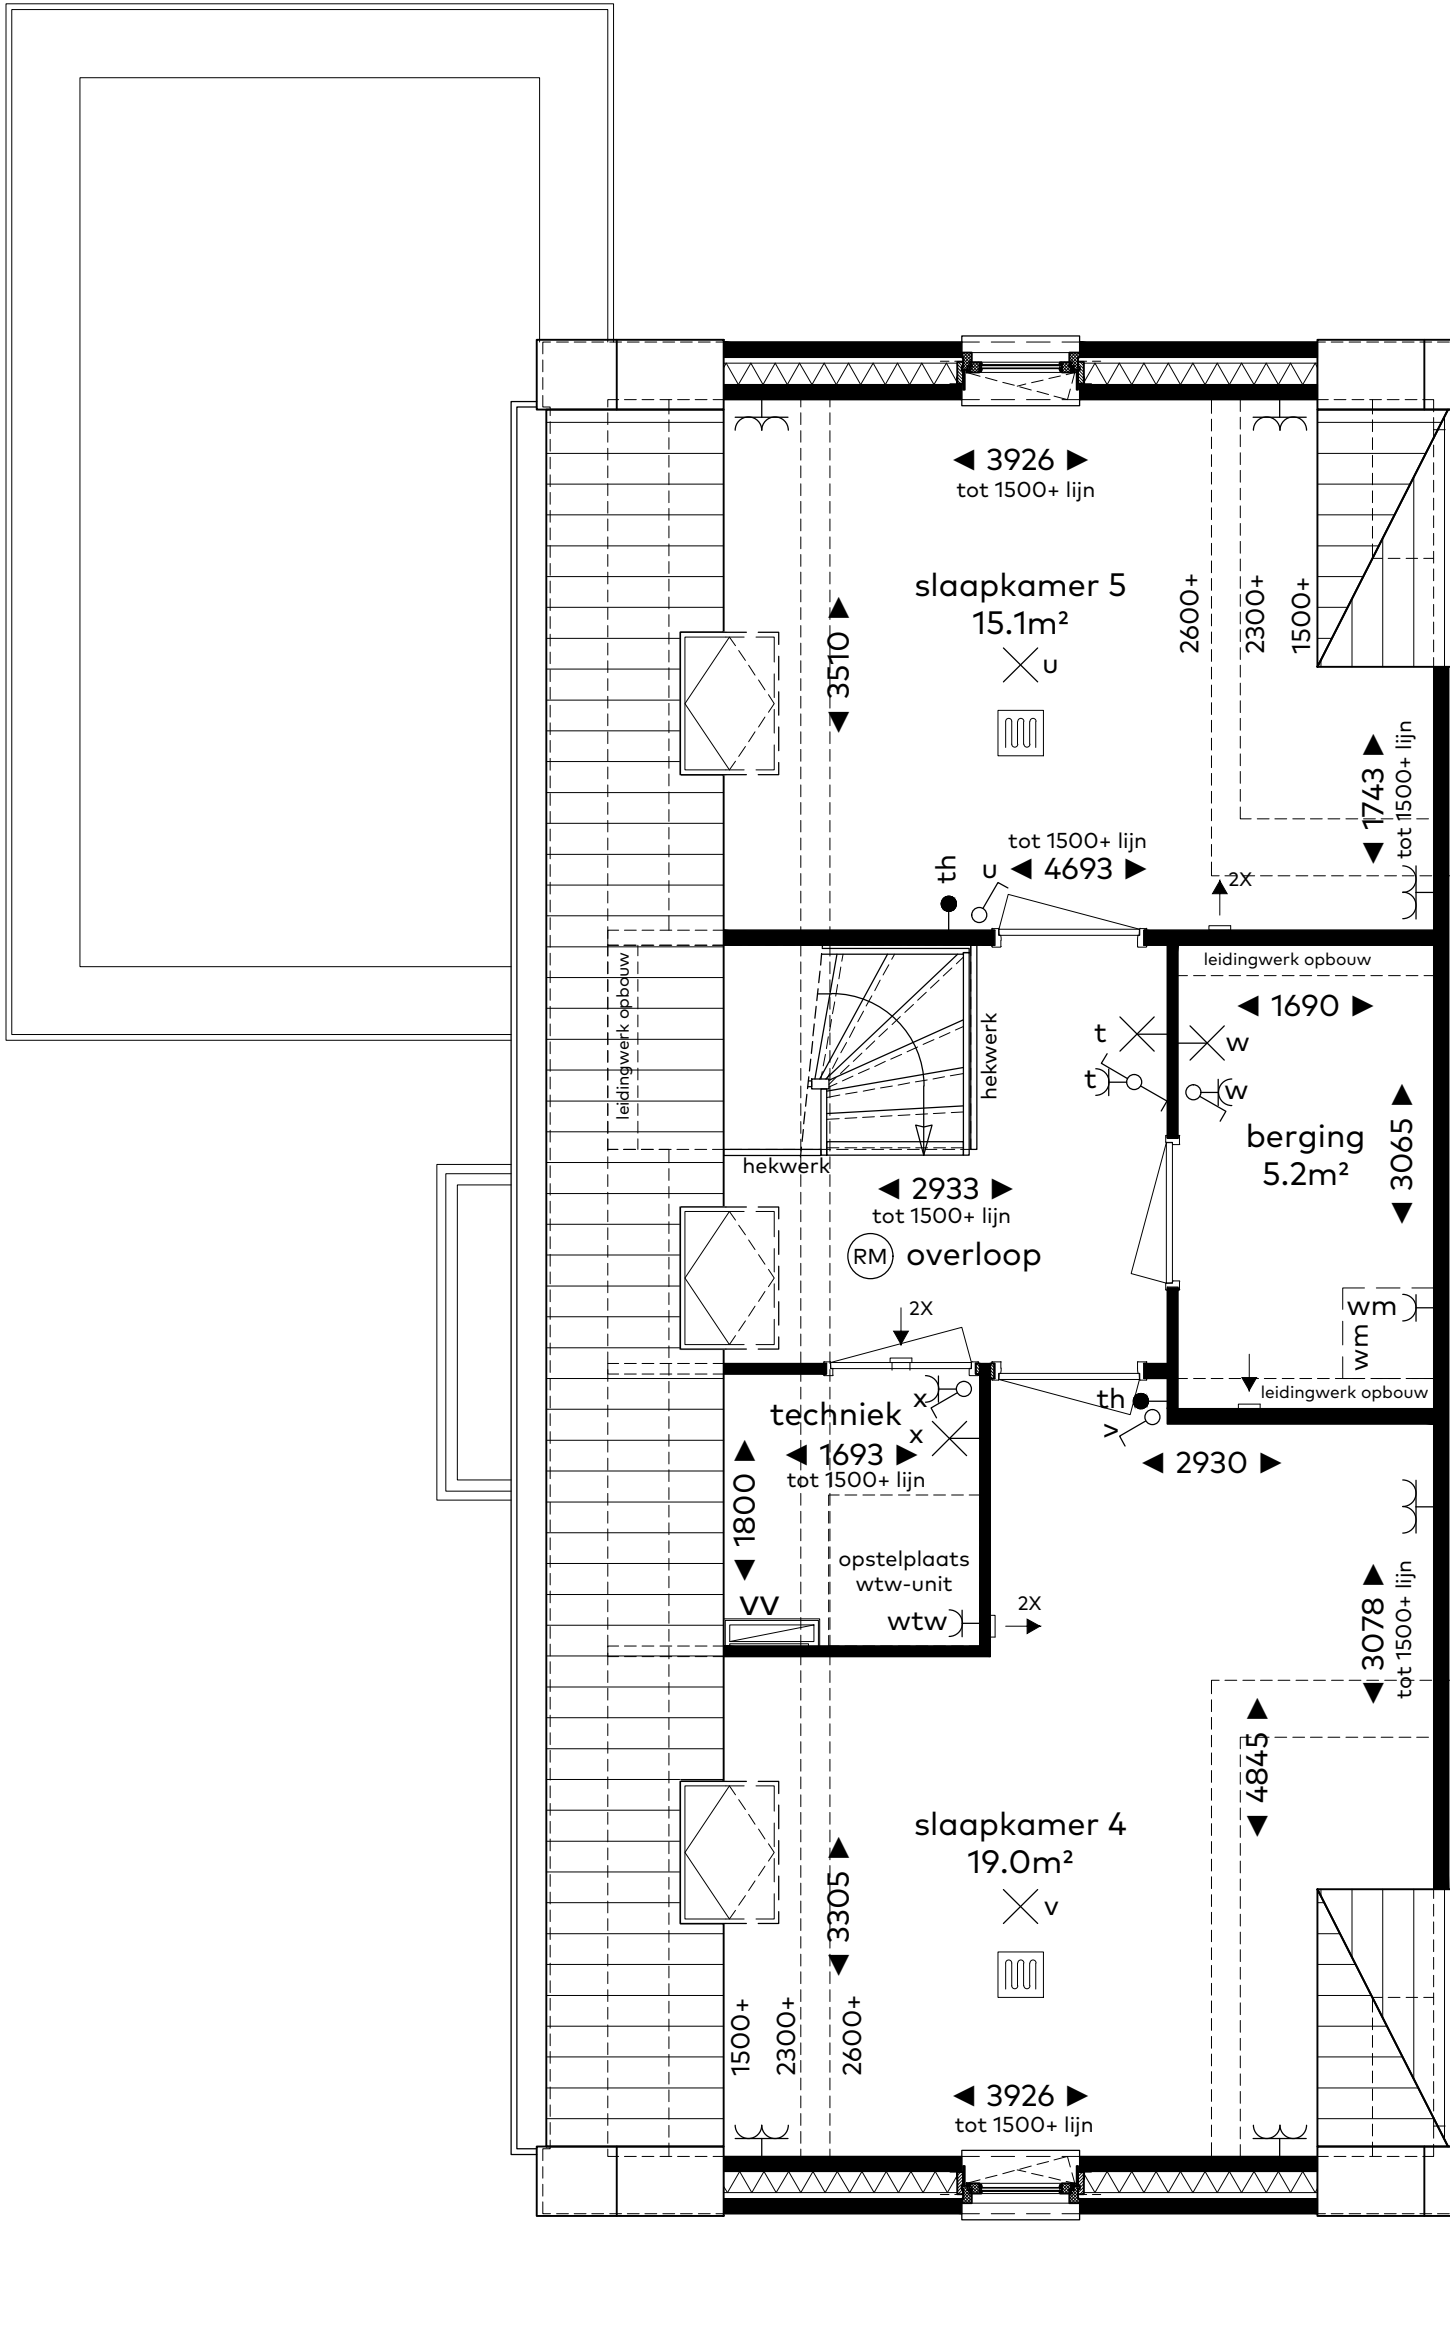 ◄ 3926 ►
tot 1500+ lijn
slaapkamer 5
15.1m²
u
2600+
2300+
1500+
◄ 3510 ►
◄ 1743 ►
tot 1500+ lijn
tot 1500+ lijn
◄ 4693 ►
th
u
2X
leidingwerk opbouw
leidingwerk opbouw
◄ 1690 ►
hekwerk
t
w
t
w
berging
5.2m²
◄ 3065 ►
hekwerk
◄ 2933 ►
tot 1500+ lijn
RM
overloop
2X
wm
wm
leidingwerk opbouw
x
th
v
techniek
x
◄ 1693 ►
tot 1500+ lijn
◄ 1800 ►
◄ 2930 ►
opstelplaats
wtw-unit
vv
wtw
2X
◄ 3078 ►
tot 1500+ lijn
◄ 4845 ►
slaapkamer 4
19.0m²
v
◄ 3305 ►
1500+
2300+
2600+
◄ 3926 ►
tot 1500+ lijn